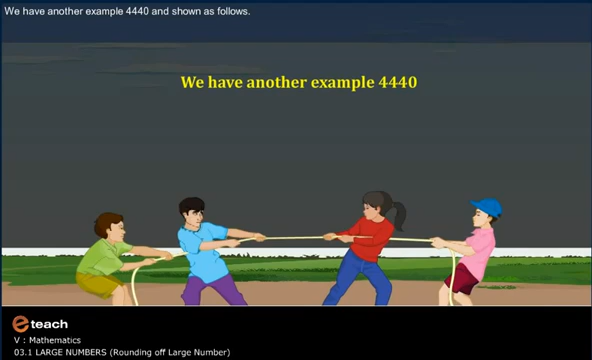 We have another example 4440 and shown as follows.
We have another example 4440
e teach
V : Mathematics
03.1 LARGE NUMBERS (Rounding off Large Number)